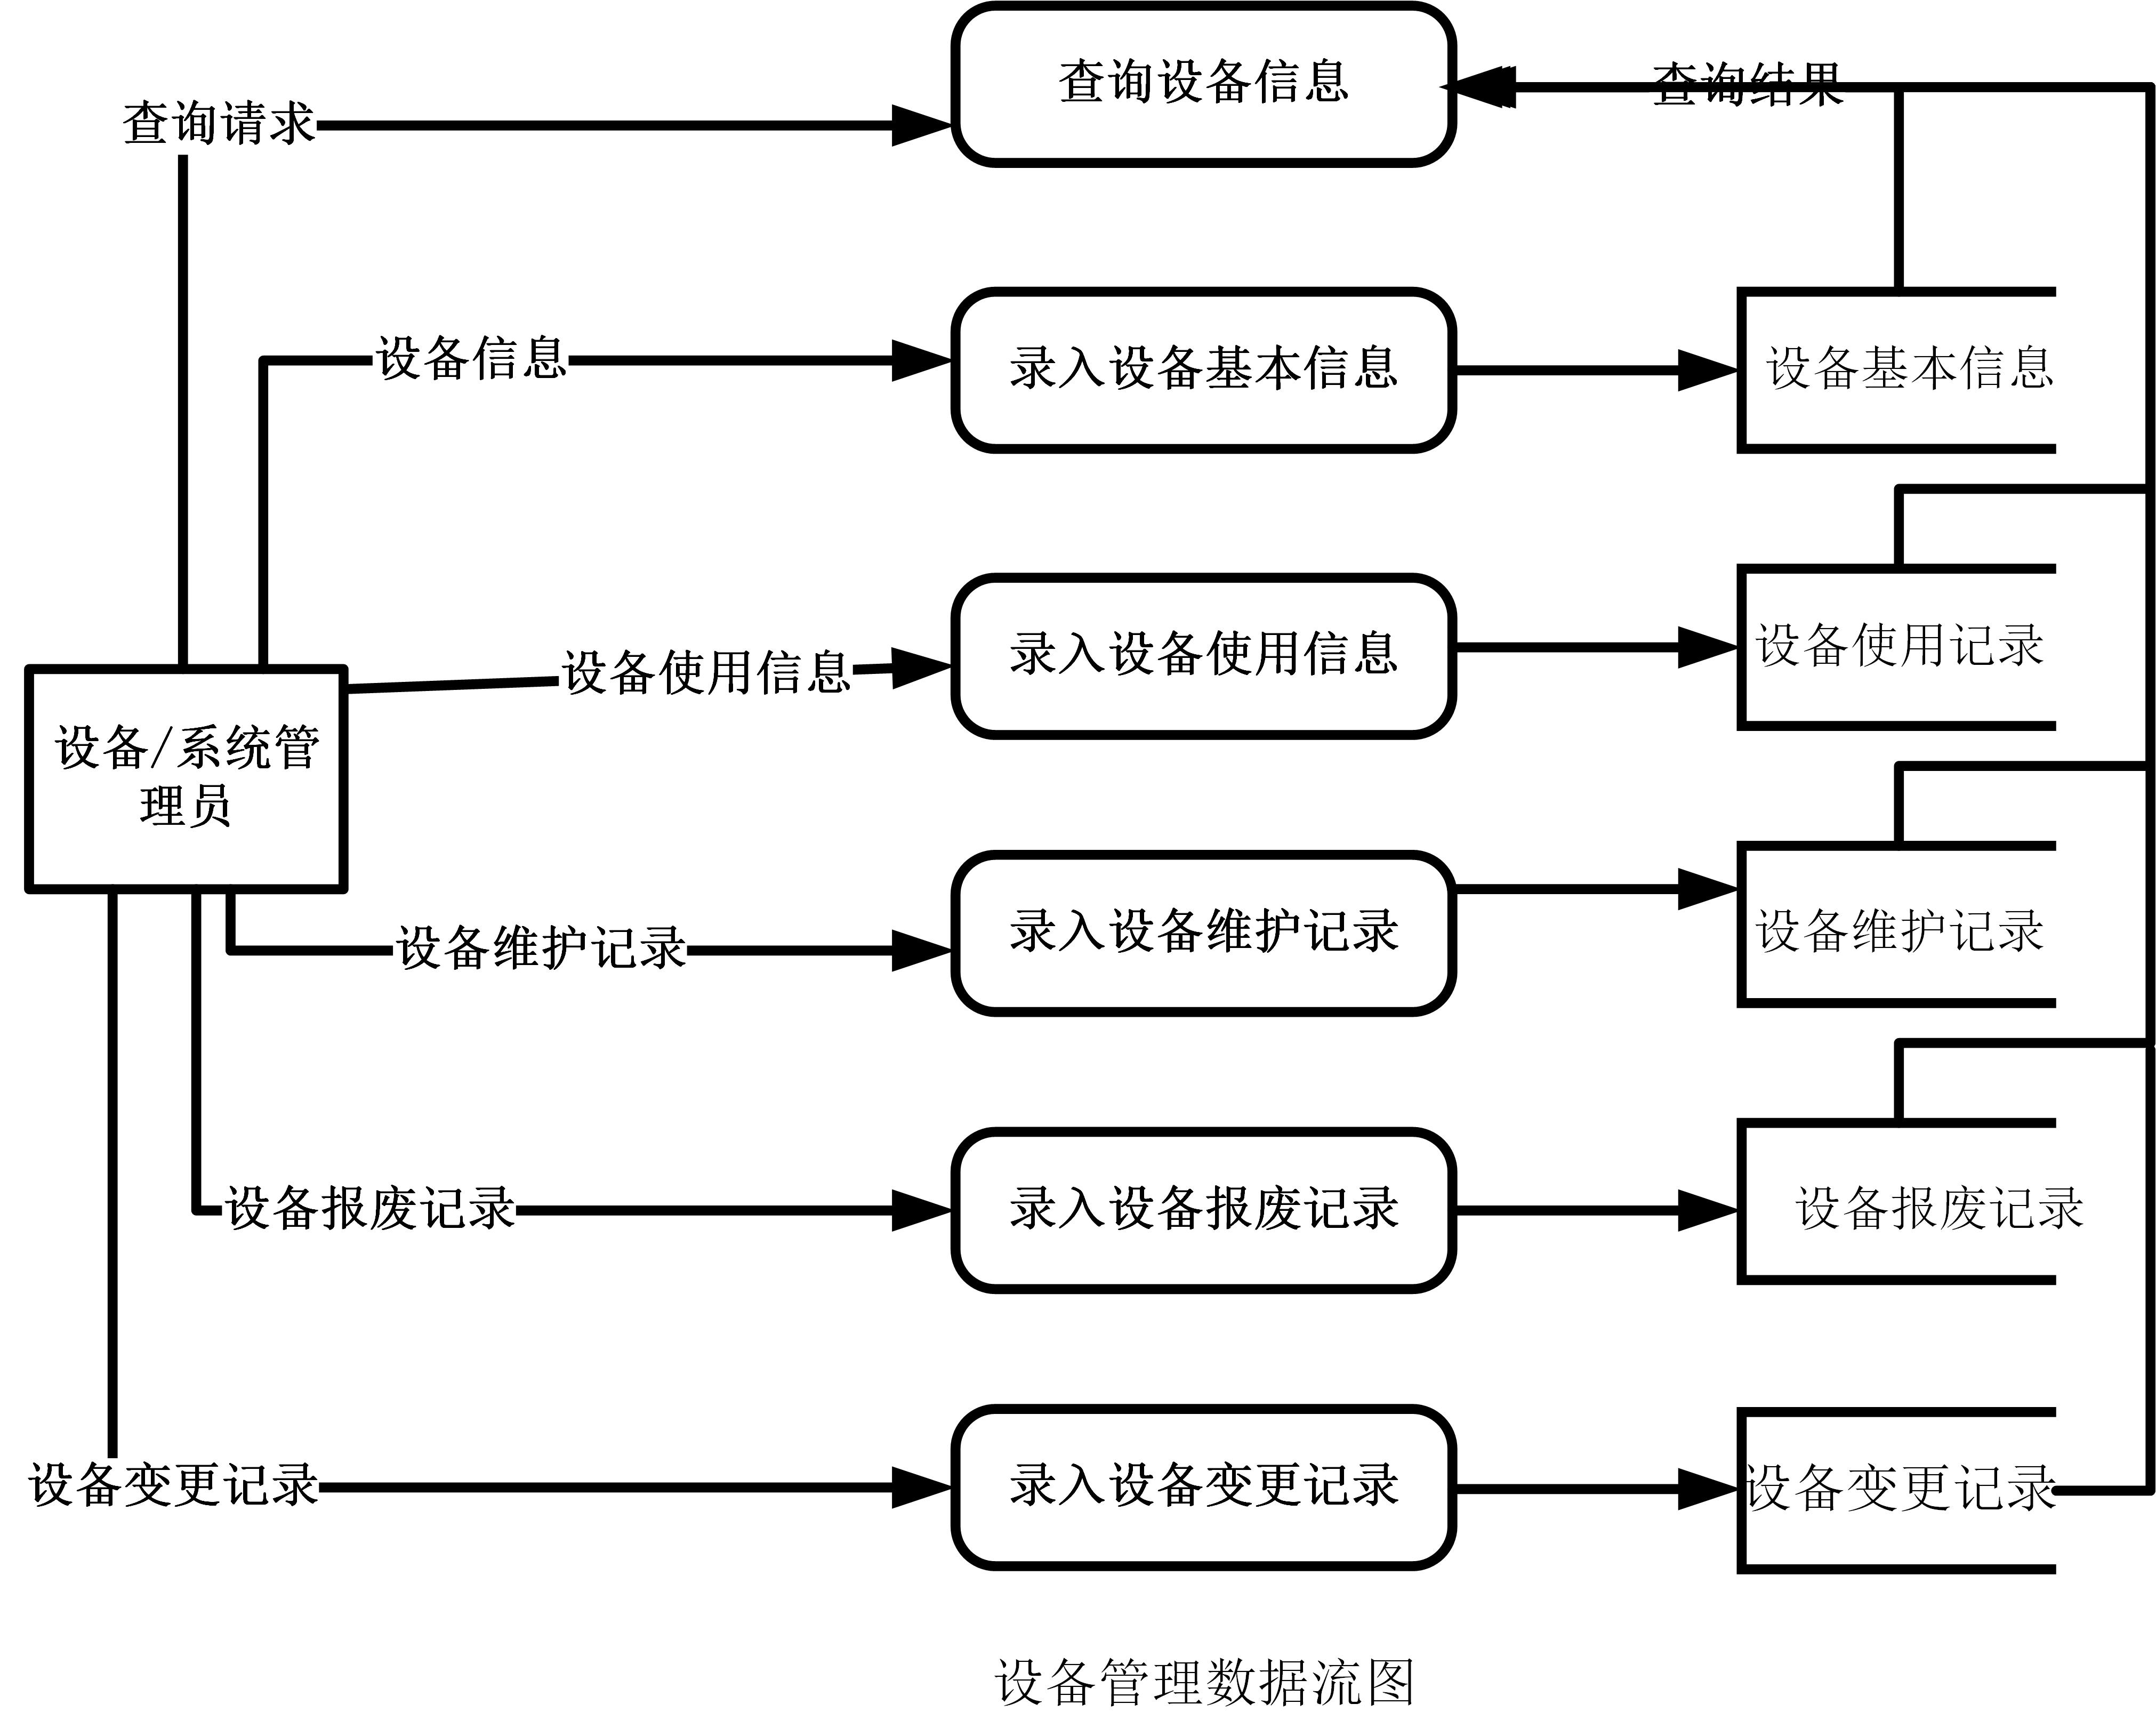 查询设备信息
查询结果
查询请求
设备信息
录入设备基本信息
设备基本信息
设备使用信息
录入设备使用信息
设备使用记录
设备/系统管
理员
设备维护记录
录入设备维护记录
设备维护记录
设备报废记录
录入设备报废记录
设备报废记录
设备变更记录
录入设备变更记录
设备变更记录
设备管理数据流图